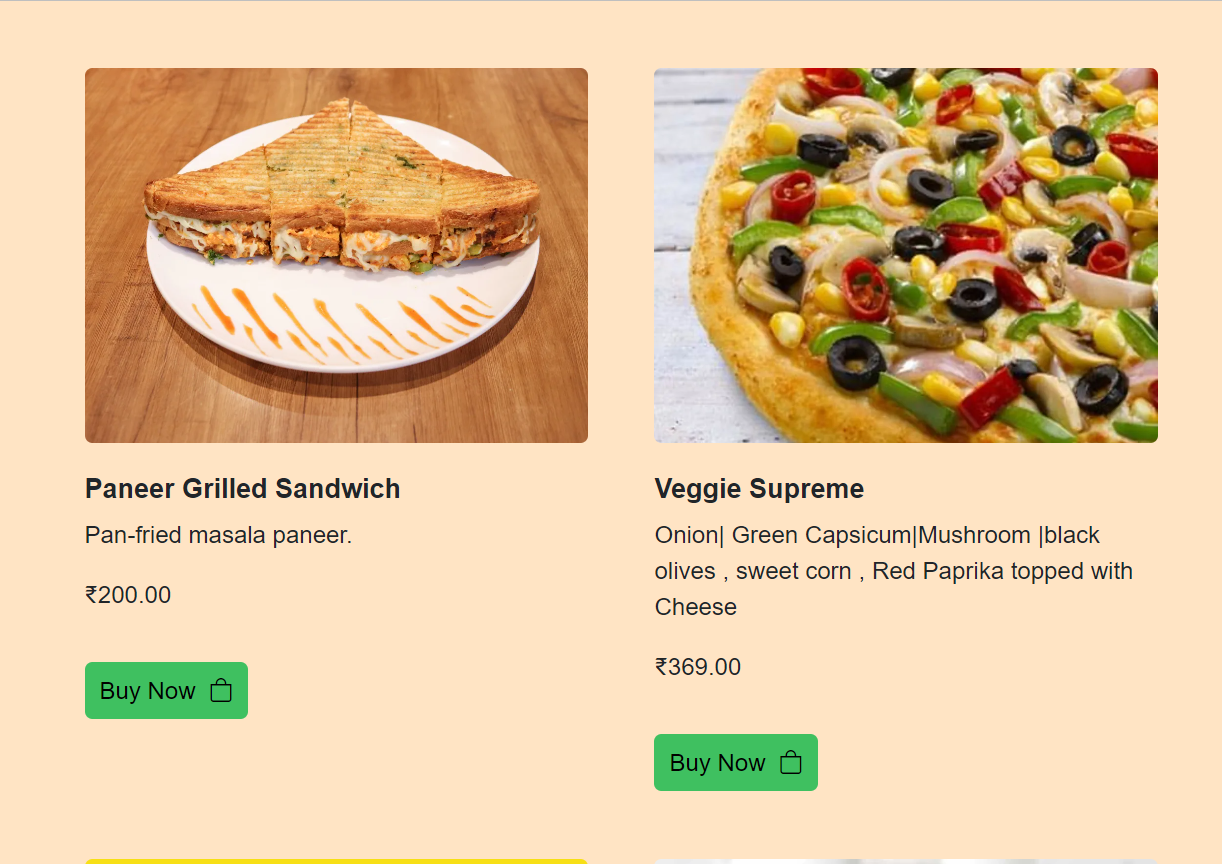 Paneer Grilled Sandwich
Pan-fried masala paneer.
₹200.00
Buy Now
Veggie Supreme
Onion| Green Capsicum|Mushroom |black
olives , sweet corn , Red Paprika topped with
Cheese
₹369.00
Buy Now